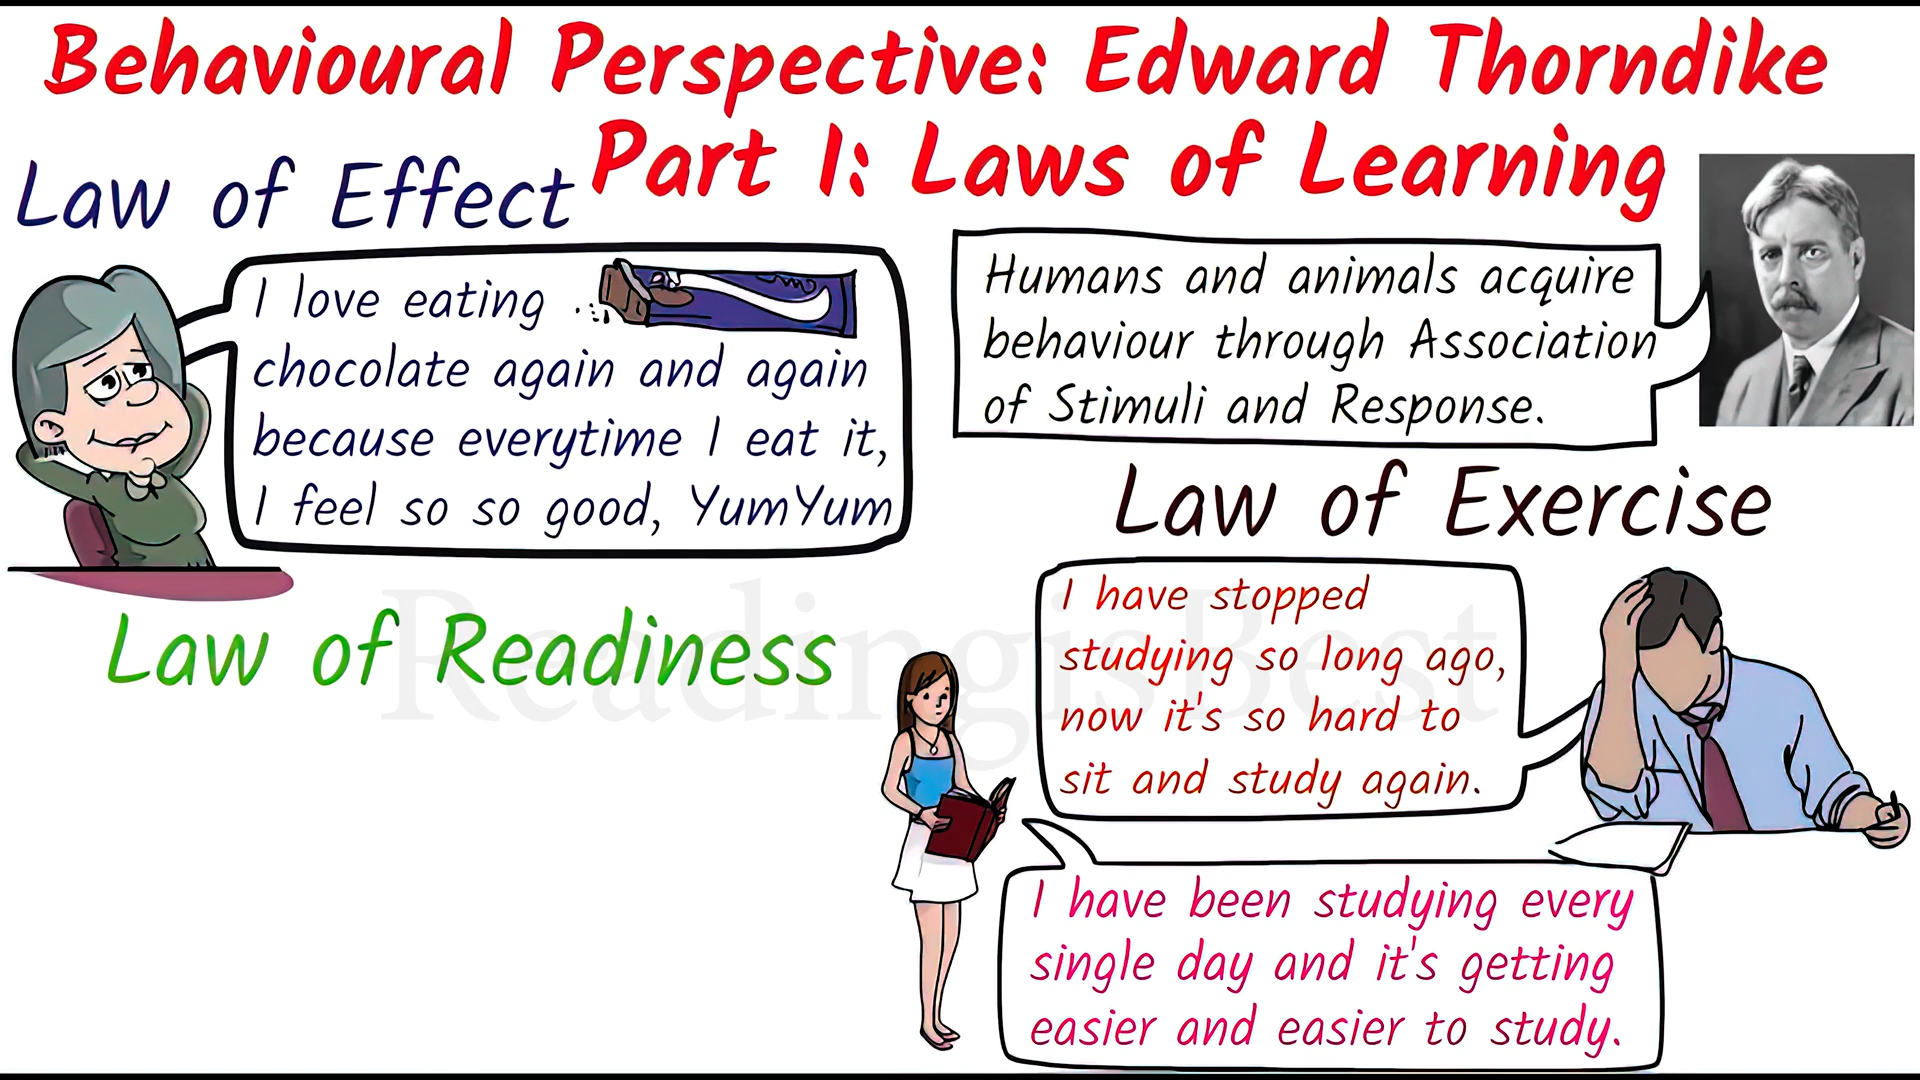 Behavioural Perspective: Edward Thorndike
Part 1: Laws of Learning
Law of Effect
I love eating
chocolate again and again
because everytime I eat it,
I feel so so good, YumYum
Humans and animals acquire
behaviour through Association
of Stimuli and Response.
Law of Exercise
I have stopped
studying so long ago,
now it's so hard to
sit and study again.
I have been studying every
single day and it's getting
easier and easier to study.
Law of Readiness
ReadingisBest